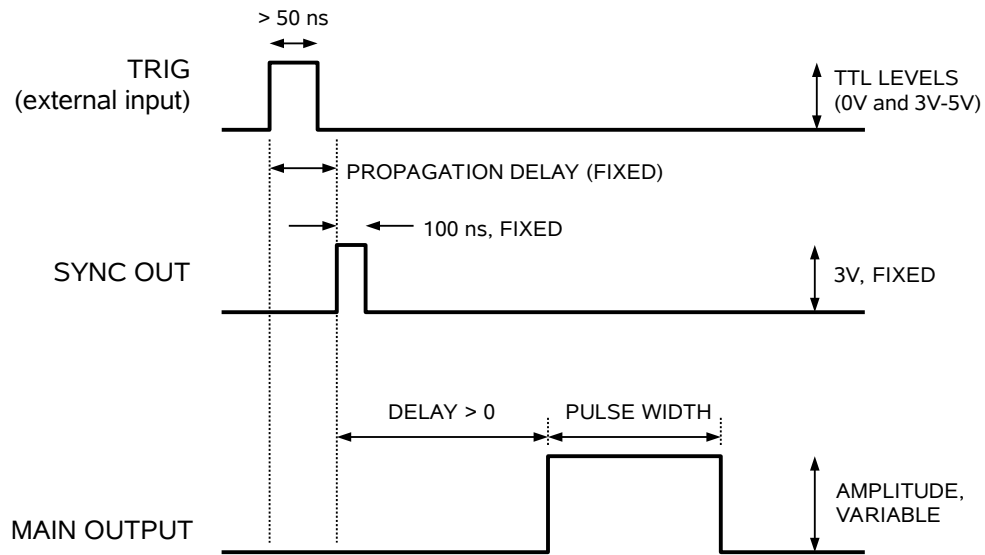 > 50 ns
TRIG
(external input)
TTL LEVELS
(0V and 3V-5V)
PROPAGATION DELAY (FIXED)
100 ns, FIXED
SYNC OUT
3V, FIXED
DELAY > 0
PULSE WIDTH
AMPLITUDE,
VARIABLE
MAIN OUTPUT